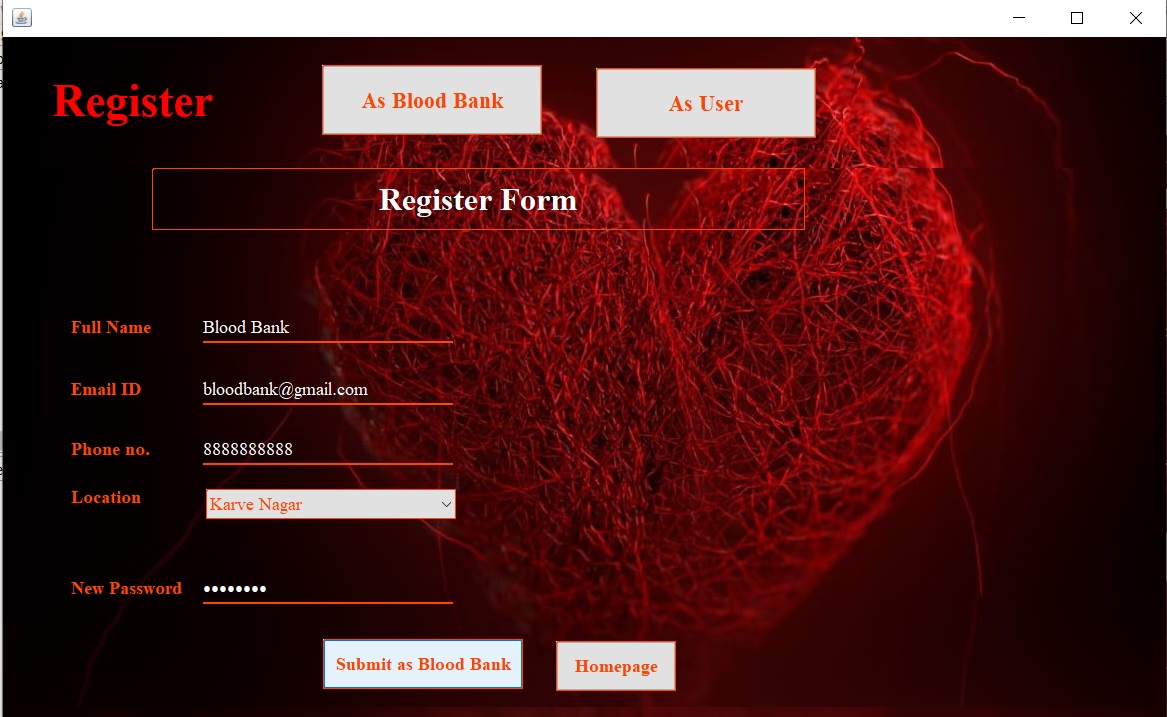 Register
As Blood Bank
As User
Register Form
Full Name Blood Bank
Email ID bloodbank@gmail.com
Phone no. 8888888888
Location Karve Nagar
New Password ••••••••
Submit as Blood Bank
Homepage